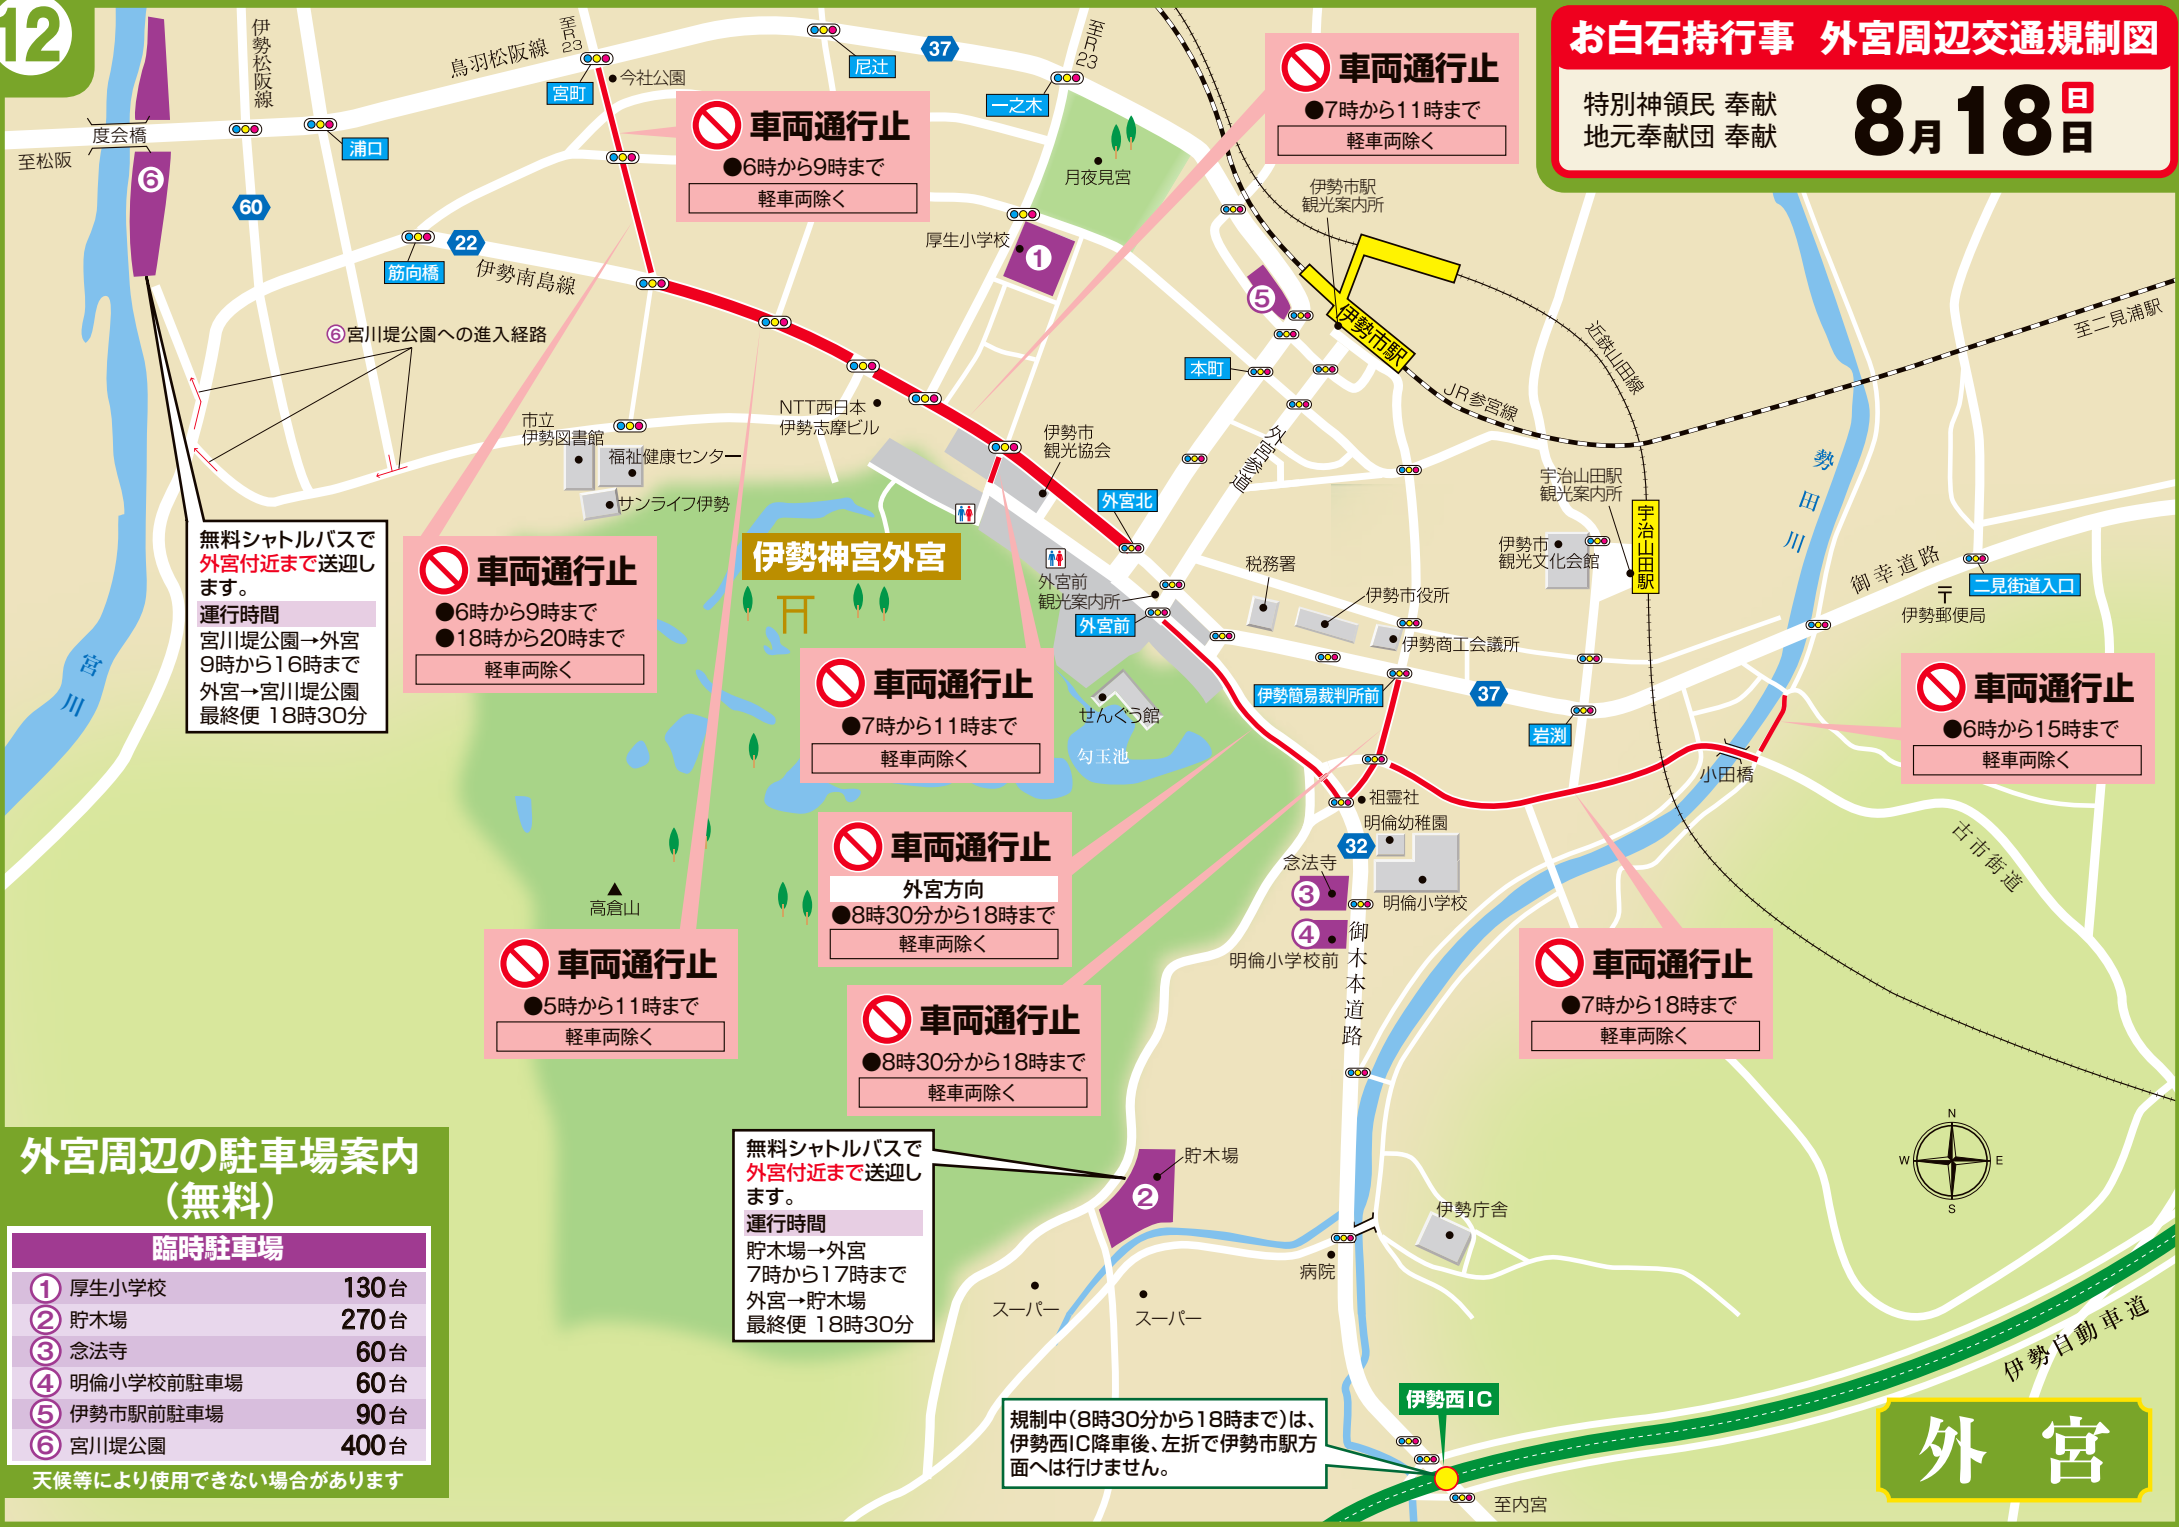 12
お白石持行事 外宮周辺交通規制図
特別神領民 奉献
地元奉献団 奉献
8月18日
日
伊勢松阪線
鳥羽松阪線
至R23
37
至R23
尼辻
宮町
今社公園
一之木
度会橋
至松阪
浦口
6
60
22
筋向橋
伊勢南島線
車両通行止
●6時から9時まで
軽車両除く
車両通行止
●7時から11時まで
軽車両除く
月夜見宮
厚生小学校
1
伊勢市駅
観光案内所
5
伊勢市駅
近鉄山田線
至二見浦駅
JR参宮線
本町
外宮参道
⑥宮川堤公園への進入経路
市立
伊勢図書館
福祉健康センター
サンライフ伊勢
NTT西日本
伊勢志摩ビル
伊勢市
観光協会
外宮北
宇治山田駅
観光案内所
宇治山田駅
伊勢市
観光文化会館
勢田川
御幸道路
二見街道入口
〒
伊勢郵便局
無料シャトルバスで
外宮付近まで送迎し
ます。
運行時間
宮川堤公園→外宮
9時から16時まで
外宮→宮川堤公園
最終便 18時30分
宮川
車両通行止
●6時から9時まで
●18時から20時まで
軽車両除く
伊勢神宮外宮
外宮前
観光案内所
外宮前
税務署
伊勢市役所
伊勢商工会議所
伊勢簡易裁判所前
37
岩渕
車両通行止
●7時から11時まで
軽車両除く
せんぐう館
勾玉池
車両通行止
●6時から15時まで
軽車両除く
小田橋
古市街道
祖霊社
明倫幼稚園
32
念法寺
3
明倫小学校
4
明倫小学校前
御木本道路
車両通行止
外宮方向
●8時30分から18時まで
軽車両除く
高倉山
車両通行止
●5時から11時まで
軽車両除く
車両通行止
●8時30分から18時まで
軽車両除く
車両通行止
●7時から18時まで
軽車両除く
N
W
E
S
無料シャトルバスで
外宮付近まで送迎し
ます。
運行時間
貯木場→外宮
7時から17時まで
外宮→貯木場
最終便 18時30分
貯木場
2
伊勢庁舎
病院
スーパー
スーパー
外宮周辺の駐車場案内
（無料）
臨時駐車場
1 厚生小学校 130台
2 貯木場 270台
3 念法寺 60台
4 明倫小学校前駐車場 60台
5 伊勢市駅前駐車場 90台
6 宮川堤公園 400台
天候等により使用できない場合があります
規制中（8時30分から18時まで）は、
伊勢西IC降車後、左折で伊勢市駅方
面へは行けません。
伊勢西IC
伊勢自動車道
至内宮
外宮